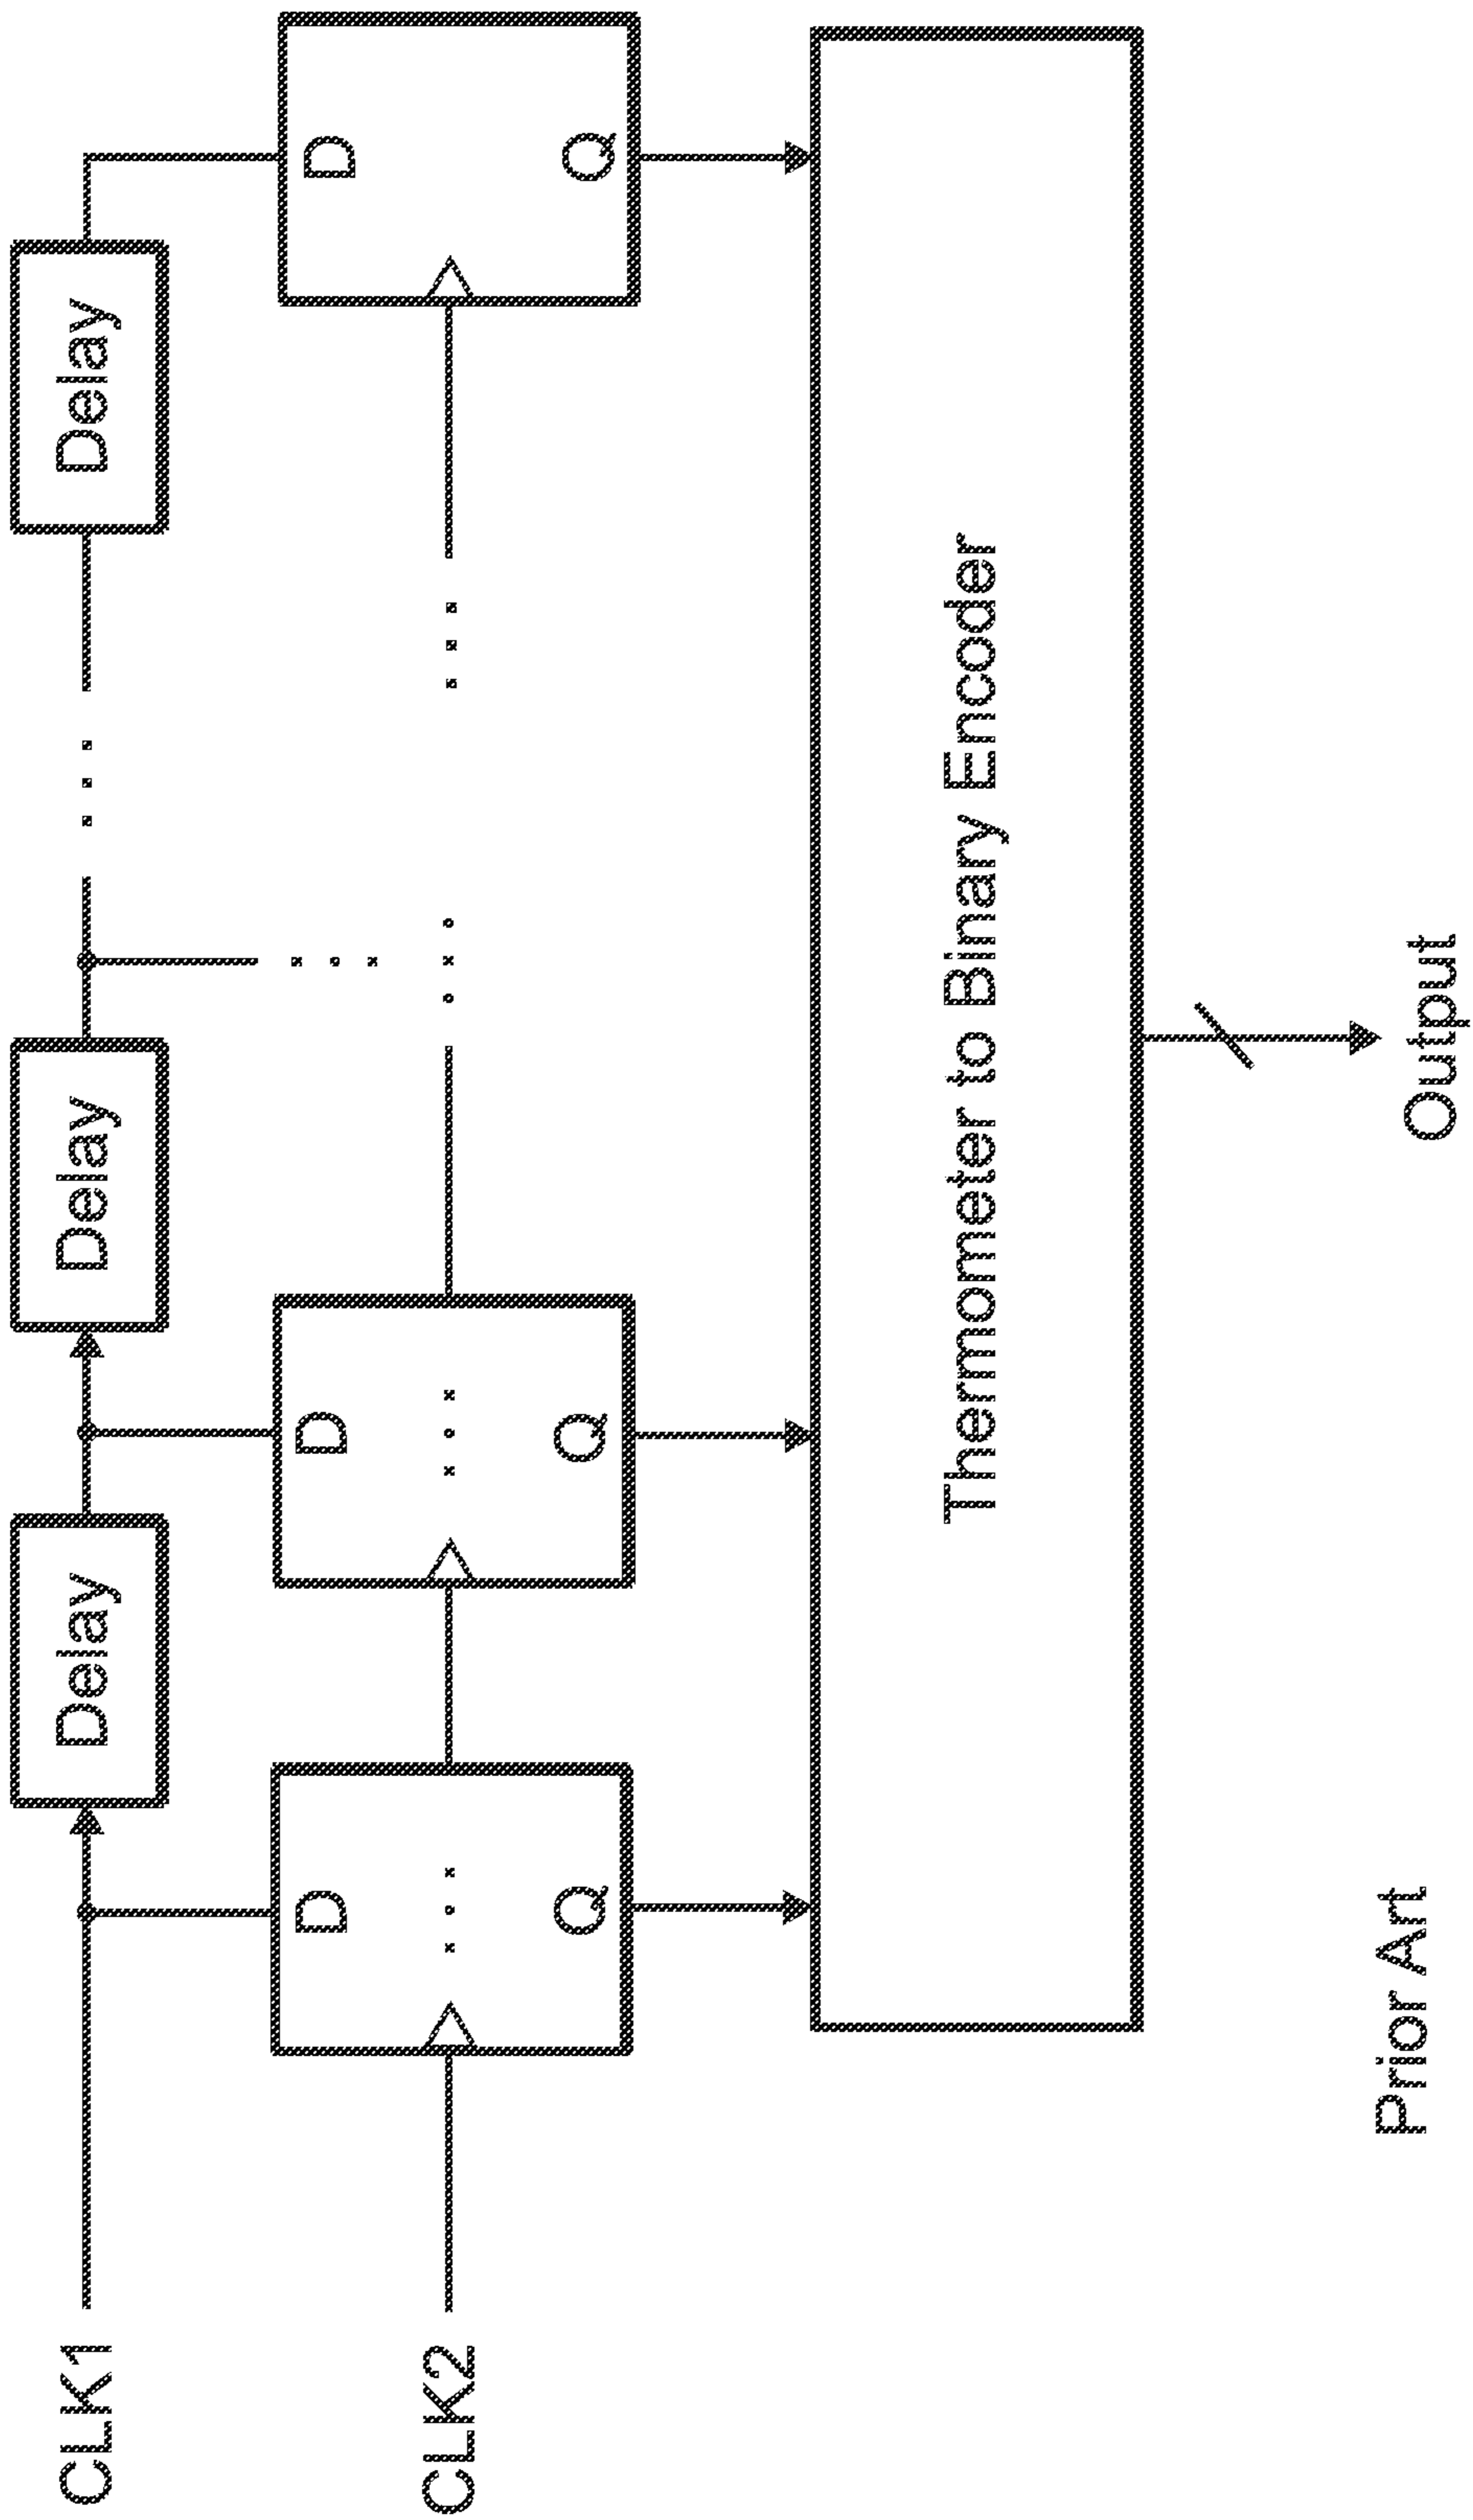 CLK1
Delay
Delay
Delay
CLK2
D
D
D
Q
Q
Q
Thermometer to Binary Encoder
Output
Prior Art